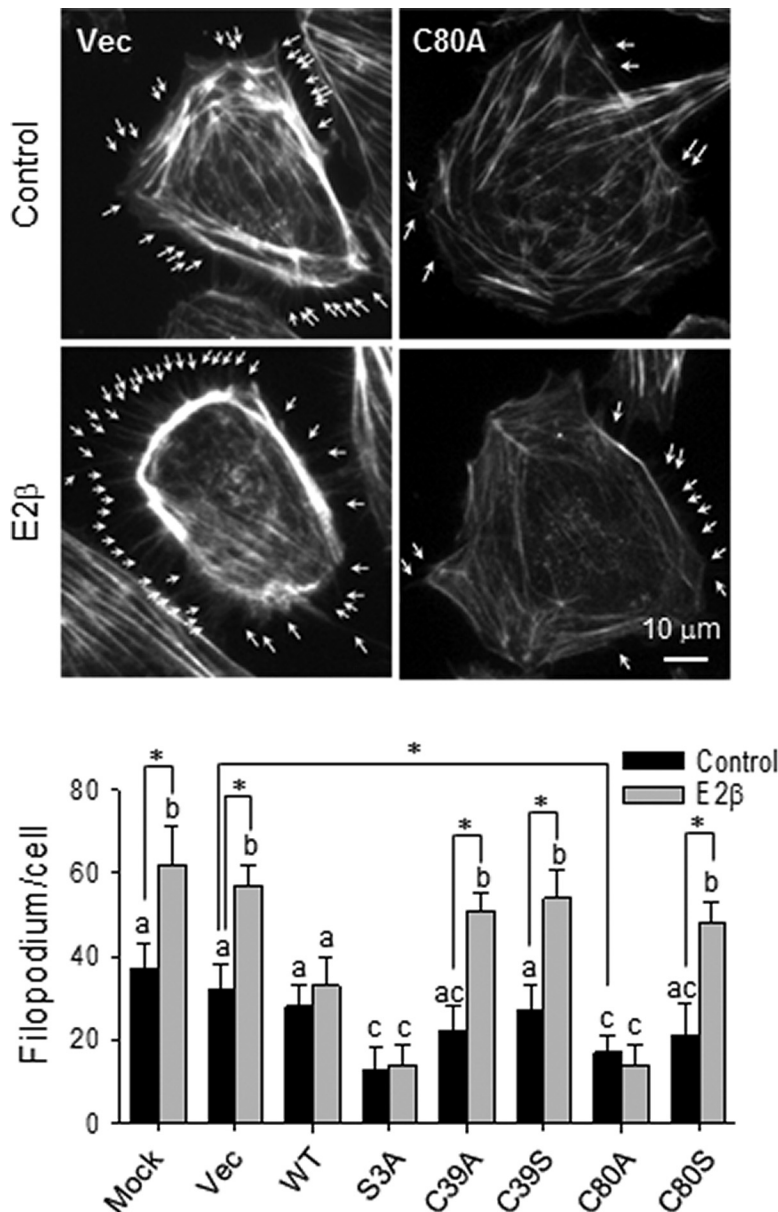 Vec
C80A
Control
E2β
10 μm
*
Control
E2β
80
60
40
20
0
Filopodium/cell
* * * * *
a b a b a a c c ac b a b c c ac b
Mock Vec WT S3A C39A C39S C80A C80S